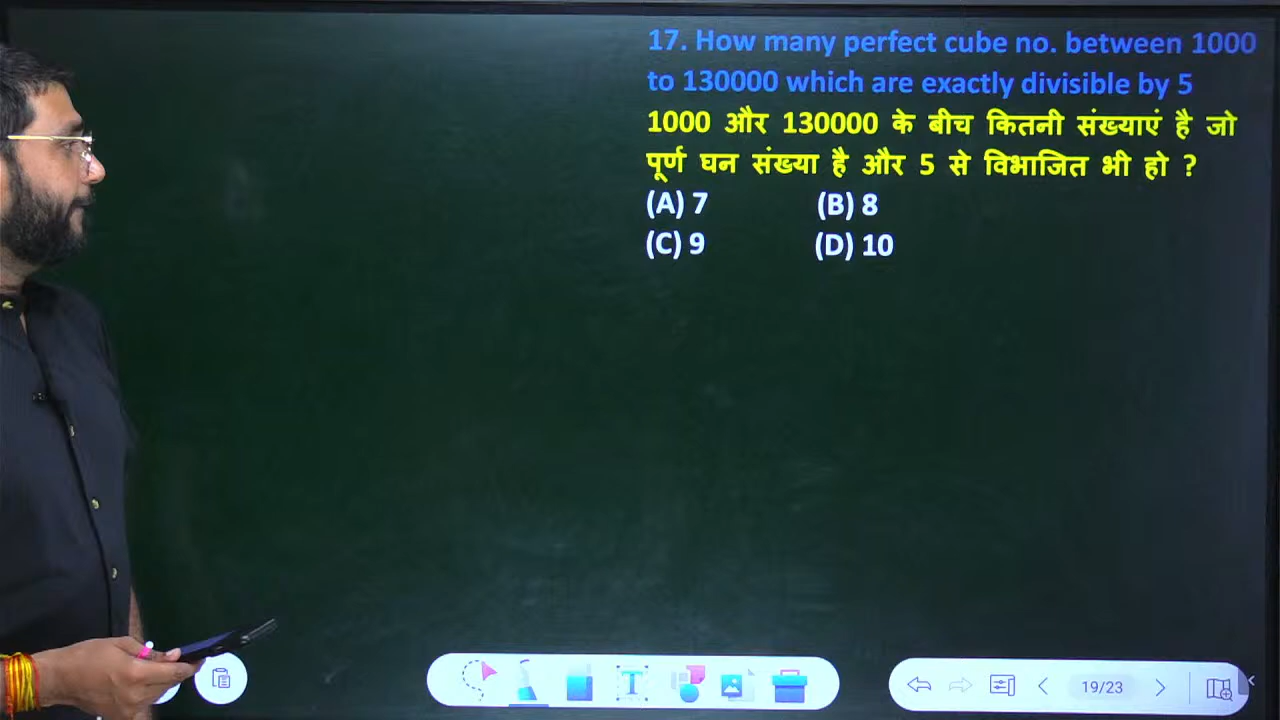 17. How many perfect cube no. between 1000
to 130000 which are exactly divisible by 5
1000 और 130000 के बीच कितनी संख्याएं है जो
पूर्ण घन संख्या है और 5 से विभाजित भी हो ?
(A) 7 (B) 8
(C) 9 (D) 10
T
19/23